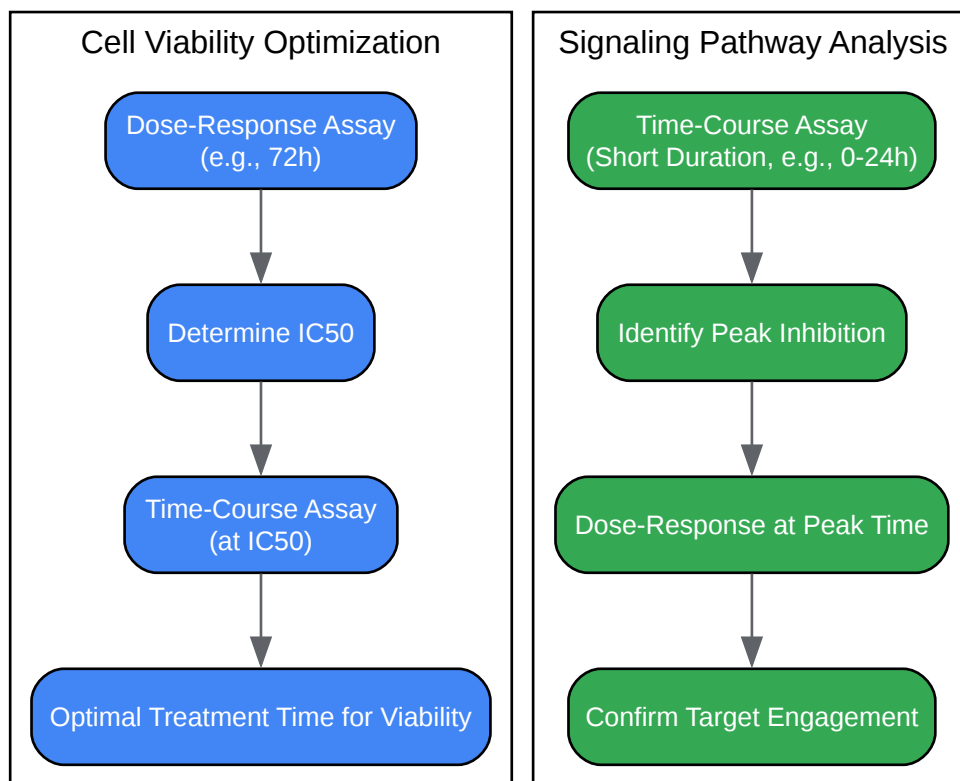 Cell Viability Optimization
Dose-Response Assay
(e.g., 72h)
Determine IC50
Time-Course Assay
(at IC50)
Optimal Treatment Time for Viability
Signaling Pathway Analysis
Time-Course Assay
(Short Duration, e.g., 0-24h)
Identify Peak Inhibition
Dose-Response at Peak Time
Confirm Target Engagement